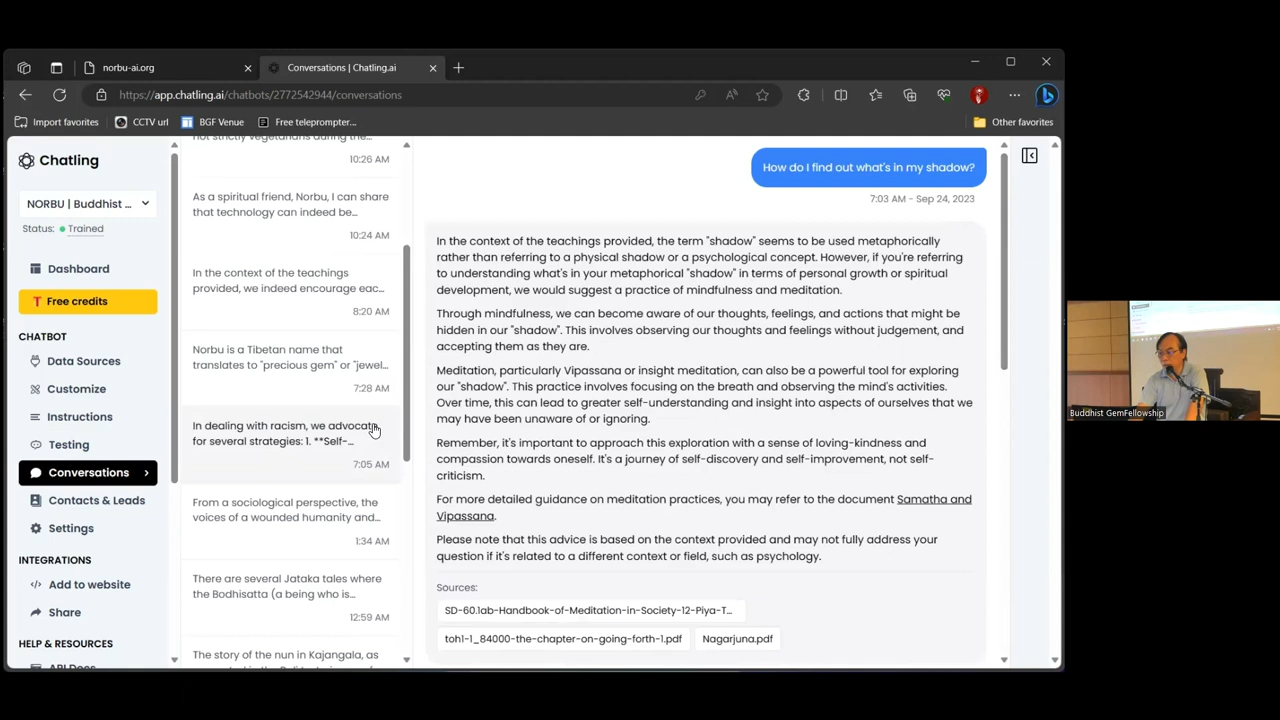 norbu-ai.org
Conversations | Chatling.ai
https://app.chatling.ai/chatbots/2772542944/conversations
Import favorites
CCTV url
BGF Venue
Free teleprompter...
Other favorites
Chatling
NORBU | Buddhist ...
Status: Trained
Dashboard
Free credits
CHATBOT
Data Sources
Customize
Instructions
Testing
Conversations
Contacts & Leads
Settings
INTEGRATIONS
Add to website
Share
HELP & RESOURCES
API Docs
not strictly vegetarians during the
10:26 AM
As a spiritual friend, Norbu, I can share
that technology can indeed be...
10:24 AM
In the context of the teachings
provided, we indeed encourage eac...
8:20 AM
Norbu is a Tibetan name that
translates to "precious gem" or "jewel...
7:28 AM
In dealing with racism, we advocate
for several strategies: 1. **Self-...
7:05 AM
From a sociological perspective, the
voices of a wounded humanity and...
1:34 AM
There are several Jataka tales where
the Bodhisatta (a being who is...
12:59 AM
The story of the nun in Kajangala, as
How do I find out what's in my shadow?
7:03 AM - Sep 24, 2023
In the context of the teachings provided, the term "shadow" seems to be used metaphorically
rather than referring to a physical shadow or a psychological concept. However, if you're referring
to understanding what's in your metaphorical "shadow" in terms of personal growth or spiritual
development, we would suggest a practice of mindfulness and meditation.
Through mindfulness, we can become aware of our thoughts, feelings, and actions that might be
hidden in our "shadow". This involves observing our thoughts and feelings without judgement, and
accepting them as they are.
Meditation, particularly Vipassana or insight meditation, can also be a powerful tool for exploring
our "shadow". This practice involves focusing on the breath and observing the mind's activities.
Over time, this can lead to greater self-understanding and insight into aspects of ourselves that we
may have been unaware of or ignoring.
Remember, it's important to approach this exploration with a sense of loving-kindness and
compassion towards oneself. It's a journey of self-discovery and self-improvement, not self-
criticism.
For more detailed guidance on meditation practices, you may refer to the document Samatha and
Vipassana.
Please note that this advice is based on the context provided and may not fully address your
question if it's related to a different context or field, such as psychology.
Sources:
SD-60.1ab-Handbook-of-Meditation-in-Society-12-Piya-T...
toh1-1_84000-the-chapter-on-going-forth-1.pdf
Nagarjuna.pdf
Buddhist GemFellowship